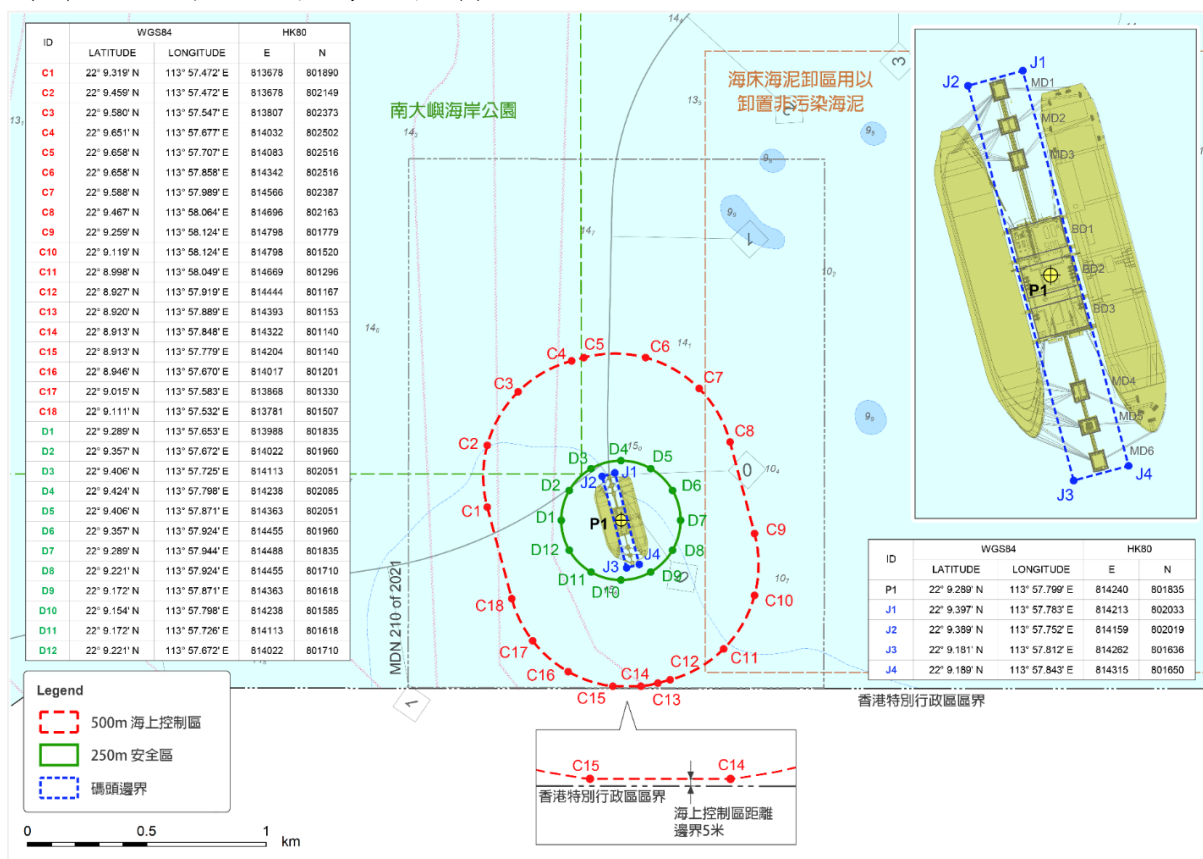 ID WGS84 HK80
LATITUDE LONGITUDE E N
C1 22° 9.319' N 113° 57.472' E 813678 801890
C2 22° 9.459' N 113° 57.472' E 813678 802149
C3 22° 9.580' N 113° 57.547' E 813807 802373
C4 22° 9.651' N 113° 57.677' E 814032 802502
C5 22° 9.658' N 113° 57.707' E 814083 802516
C6 22° 9.658' N 113° 57.858' E 814342 802516
C7 22° 9.588' N 113° 57.989' E 814566 802387
C8 22° 9.467' N 113° 58.064' E 814696 802163
C9 22° 9.259' N 113° 58.124' E 814798 801779
C10 22° 9.119' N 113° 58.124' E 814798 801520
C11 22° 8.998' N 113° 58.049' E 814669 801296
C12 22° 8.927' N 113° 57.919' E 814444 801167
C13 22° 8.920' N 113° 57.889' E 814393 801153
C14 22° 8.913' N 113° 57.848' E 814322 801140
C15 22° 8.913' N 113° 57.779' E 814204 801140
C16 22° 8.946' N 113° 57.670' E 814017 801201
C17 22° 9.015' N 113° 57.583' E 813868 801330
C18 22° 9.111' N 113° 57.532' E 813781 801507
D1 22° 9.289' N 113° 57.653' E 813988 801835
D2 22° 9.357' N 113° 57.672' E 814022 801960
D3 22° 9.406' N 113° 57.725' E 814113 802051
D4 22° 9.424' N 113° 57.798' E 814238 802085
D5 22° 9.406' N 113° 57.871' E 814363 802051
D6 22° 9.357' N 113° 57.924' E 814455 801960
D7 22° 9.289' N 113° 57.944' E 814488 801835
D8 22° 9.221' N 113° 57.924' E 814455 801710
D9 22° 9.172' N 113° 57.871' E 814363 801618
D10 22° 9.154' N 113° 57.798' E 814238 801585
D11 22° 9.172' N 113° 57.726' E 814113 801618
D12 22° 9.221' N 113° 57.672' E 814022 801710
Legend
500m 海上控制區
250m 安全區
碼頭邊界
0 0.5 1
km
南大嶼海岸公園
海床海泥卸區用以
卸置非污染海泥
MDN 210 of 2021
14₈
3
13₅
2
13₅
14₃
9₈
9₈
9₅
1
14₇
10₂
14₀
14₁
C4 C5 C6
C3 C7
C2 C8
15₀
D4
D3 D5
J1
J2
0
10₄
D2 D6
C1
D1 P1 D7
C9
D12 D8
J4
J3
D11 D9
D10
10₇
C18 C10
C17
C12
C11
C16
C14
C15 C13
9₈
7
香港特別行政區區界
C15 C14
香港特別行政區區界
海上控制區距離
邊界5米
J1
J2
MD1
MD2
MD3
BD1
BD2
P1
BD3
MD4
MD5
MD6
J3
J4
ID WGS84 HK80
LATITUDE LONGITUDE E N
P1 22° 9.289' N 113° 57.799' E 814240 801835
J1 22° 9.397' N 113° 57.783' E 814213 802033
J2 22° 9.389' N 113° 57.752' E 814159 802019
J3 22° 9.181' N 113° 57.812' E 814262 801636
J4 22° 9.189' N 113° 57.843' E 814315 801650